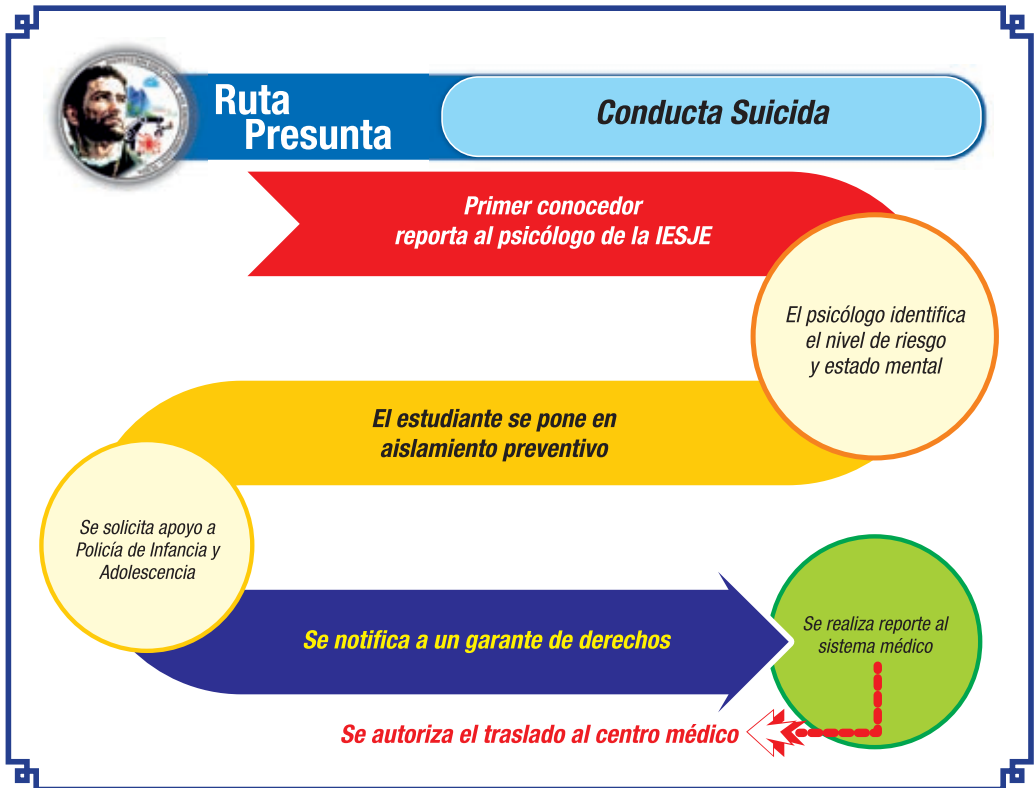 Ruta
Presunta
Conducta Suicida
Primer conocedor
reporta al psicólogo de la IESJE
El psicólogo identifica
el nivel de riesgo
y estado mental
El estudiante se pone en
aislamiento preventivo
Se solicita apoyo a
Policía de Infancia y
Adolescencia
Se notifica a un garante de derechos
Se realiza reporte al
sistema médico
Se autoriza el traslado al centro médico